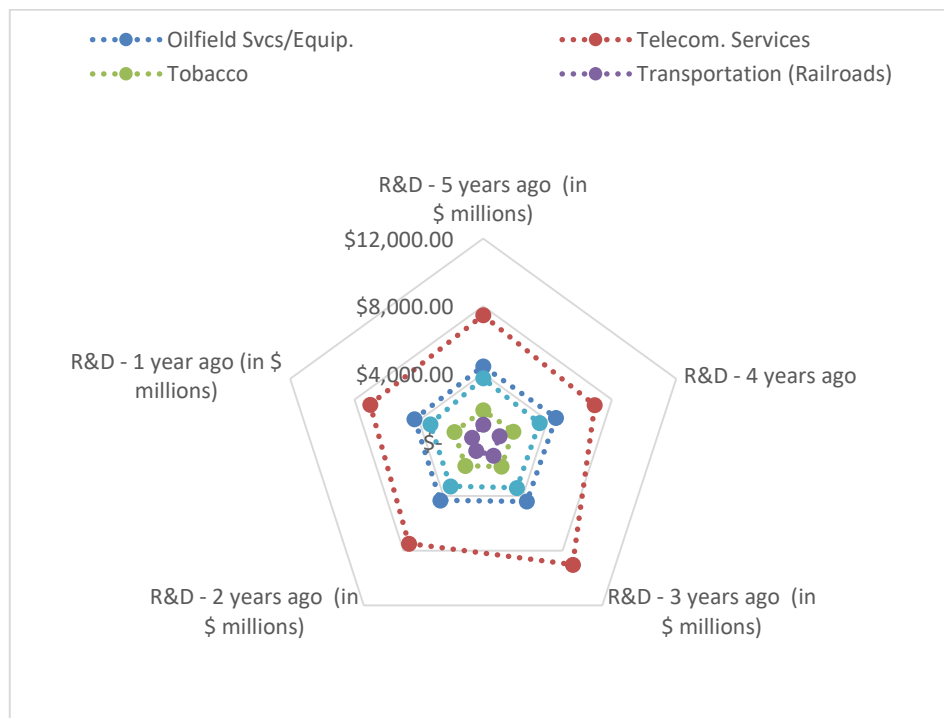 Oilfield Svcs/Equip.
Telecom. Services
Tobacco
Transportation (Railroads)
R&D - 5 years ago  (in
$ millions)
$12,000.00
$8,000.00
R&D - 1 year ago (in $
millions)
$4,000.00
R&D - 4 years ago
$-
R&D - 2 years ago  (in
$ millions)
R&D - 3 years ago  (in
$ millions)